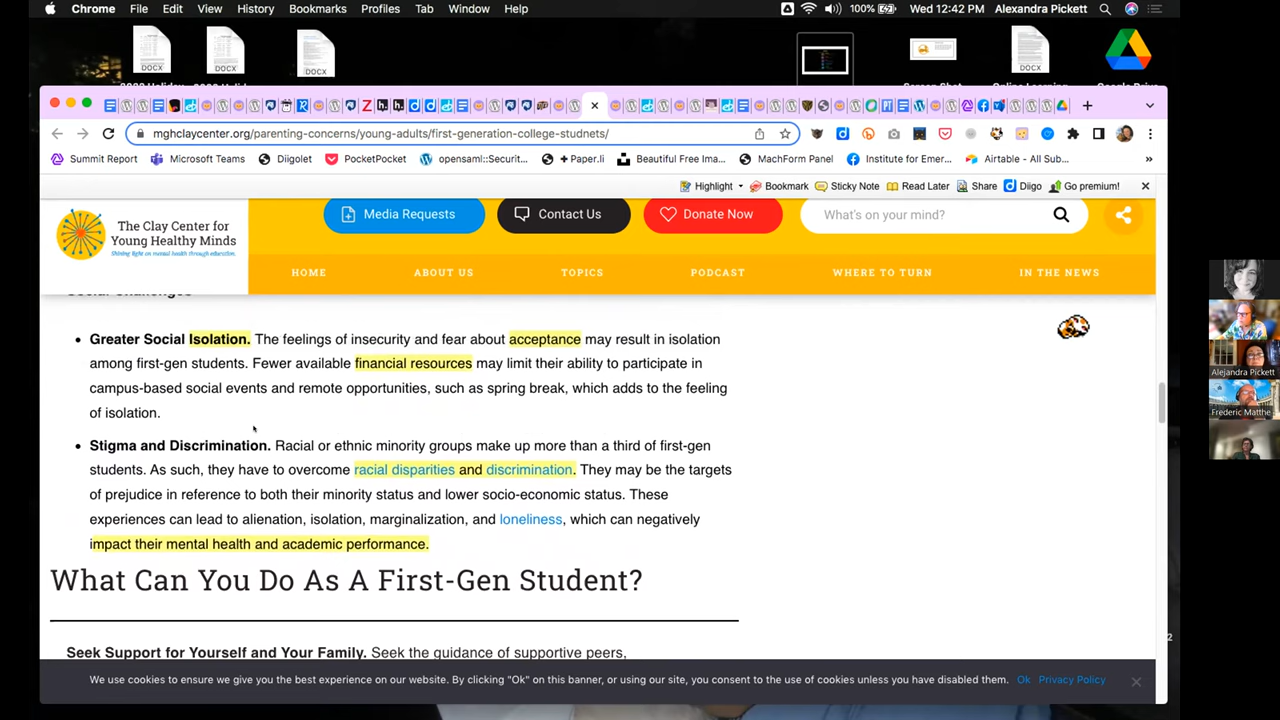 Chrome File Edit View History Bookmarks Profiles Tab Window Help 100% Wed 12:42 PM Alexandra Pickett
DOCX DOCX DOCX
mghclaycenter.org/parenting-concerns/young-adults/first-generation-college-studnets/
Summit Report Microsoft Teams Diigolet PocketPocket opensaml::Securit... + Paper.li Beautiful Free Ima... MachForm Panel Institute for Emer... Airtable - All Sub... »
Highlight Bookmark Sticky Note Read Later Share Diigo Go premium!
The Clay Center for
Young Healthy Minds
Shining light on mental health through education.
Media Requests Contact Us Donate Now What's on your mind?
HOME ABOUT US TOPICS PODCAST WHERE TO TURN IN THE NEWS
Social Challenges
• Greater Social Isolation. The feelings of insecurity and fear about acceptance may result in isolation
among first-gen students. Fewer available financial resources may limit their ability to participate in
campus-based social events and remote opportunities, such as spring break, which adds to the feeling
of isolation.
• Stigma and Discrimination. Racial or ethnic minority groups make up more than a third of first-gen
students. As such, they have to overcome racial disparities and discrimination. They may be the targets
of prejudice in reference to both their minority status and lower socio-economic status. These
experiences can lead to alienation, isolation, marginalization, and loneliness, which can negatively
impact their mental health and academic performance.
What Can You Do As A First-Gen Student?
Seek Support for Yourself and Your Family. Seek the guidance of supportive peers,
We use cookies to ensure we give you the best experience on our website. By clicking "Ok" on this banner, or using our site, you consent to the use of cookies unless you have disabled them. Ok Privacy Policy
Alejandra Pickett
Frederic Matthe